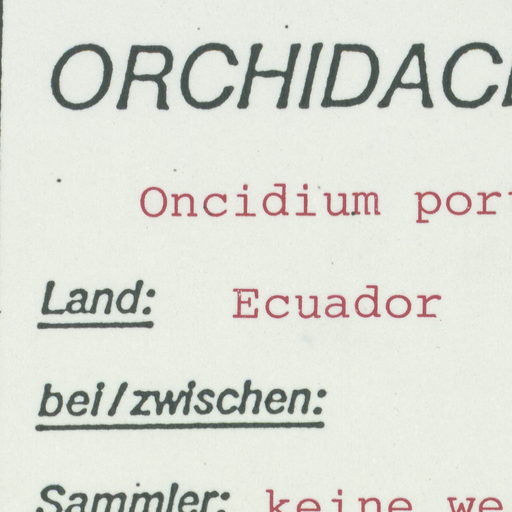 ORCHIDAC
Oncidium por
Land: Ecuador
bei/zwischen:
Sammler: keine we